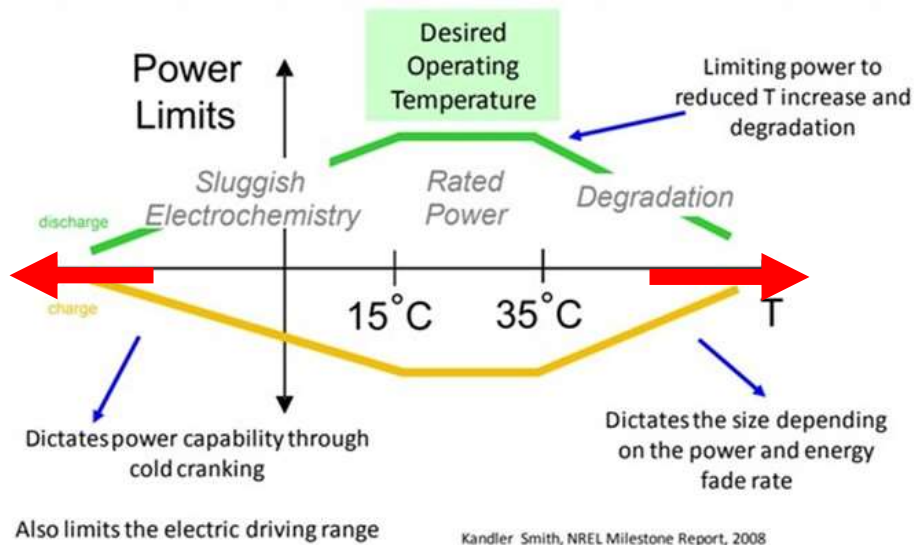 Desired
Operating
Temperature
Power
Limits
Limiting power to
reduced T increase and
degradation
Sluggish
Electrochemistry
Rated
Power
Degradation
discharge
charge
15°C
35°C
T
Dictates power capability through
cold cranking
Dictates the size depending
on the power and energy
fade rate
Also limits the electric driving range
Kandler Smith, NREL Milestone Report, 2008